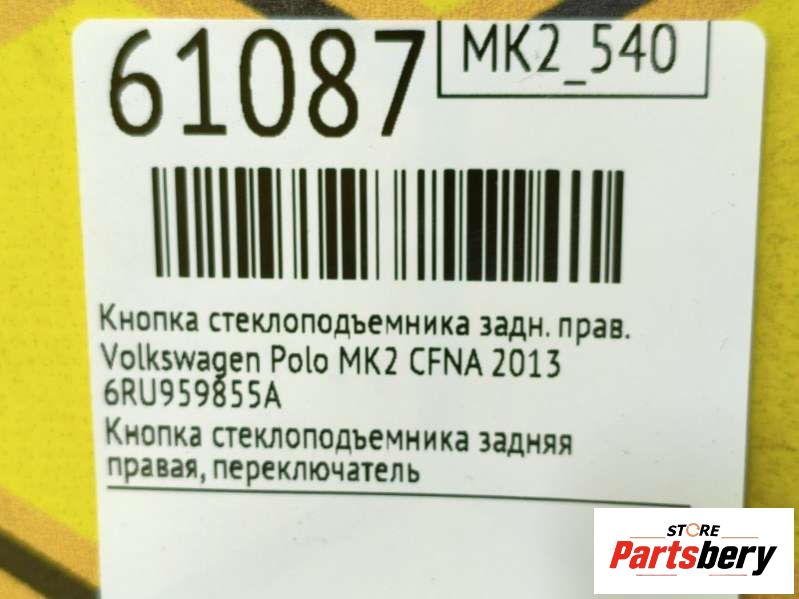 61087
MK2_540
Кнопка стеклоподъемника задн. прав.
Volkswagen Polo MK2 CFNA 2013
6RU959855A
Кнопка стеклоподъемника задняя
правая, переключатель
STORE
Partsbery